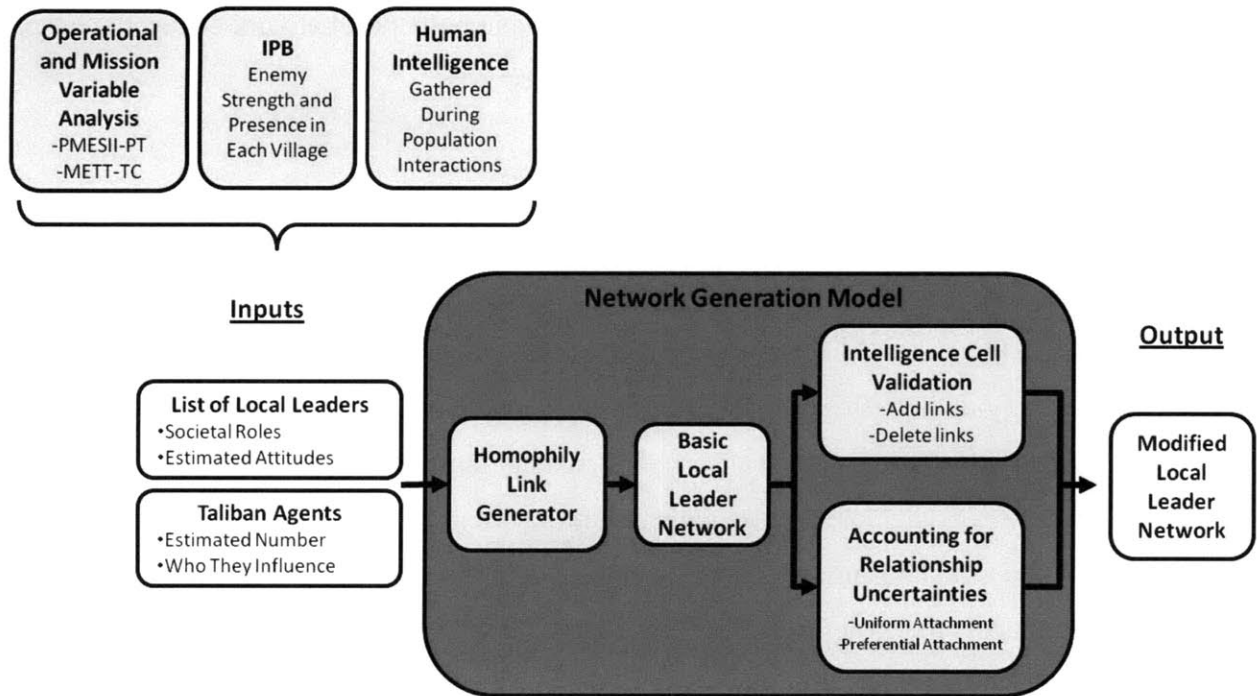 Operational
and Mission
Variable
Analysis
-PMESII-PT
-METT-TC
IPB
Enemy
Strength and
Presence in
Each Village
Human
Intelligence
Gathered
During
Population
Interactions
Inputs
List of Local Leaders
•Societal Roles
•Estimated Attitudes
Taliban Agents
•Estimated Number
•Who They Influence
Network Generation Model
Homophily
Link
Generator
Basic
Local
Leader
Network
Intelligence Cell
Validation
-Add links
-Delete links
Accounting for
Relationship
Uncertainties
-Uniform Attachment
-Preferential Attachment
Output
Modified
Local
Leader
Network